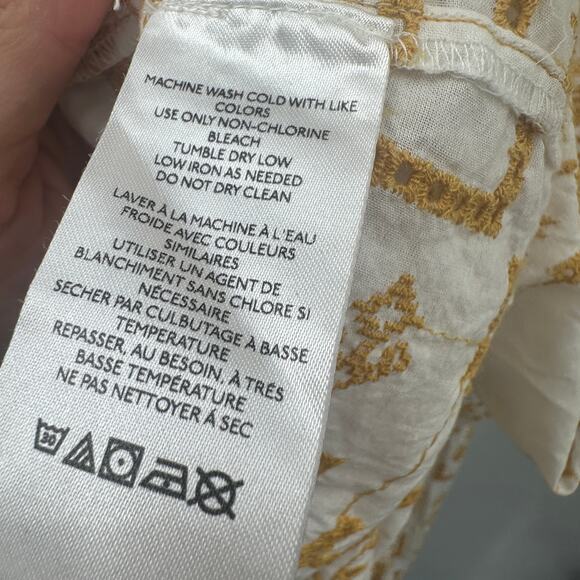 MACHINE WASH COLD WITH LIKE
COLORS
USE ONLY NON-CHLORINE
BLEACH
TUMBLE DRY LOW
LOW IRON AS NEEDED
DO NOT DRY CLEAN
LAVER À LA MACHINE À L'EAU
FROIDE AVEC COULEURS
SIMILAIRES
UTILISER UN AGENT DE
BLANCHIMENT SANS CHLORE SI
NÉCESSAIRE
SECHER PAR CULBUTAGE À BASSE
TEMPERATURE
REPASSER, AU BESOIN, À TRÉS
BASSE TEMPÉRATURE
NE PAS NETTOYER À SEC
30